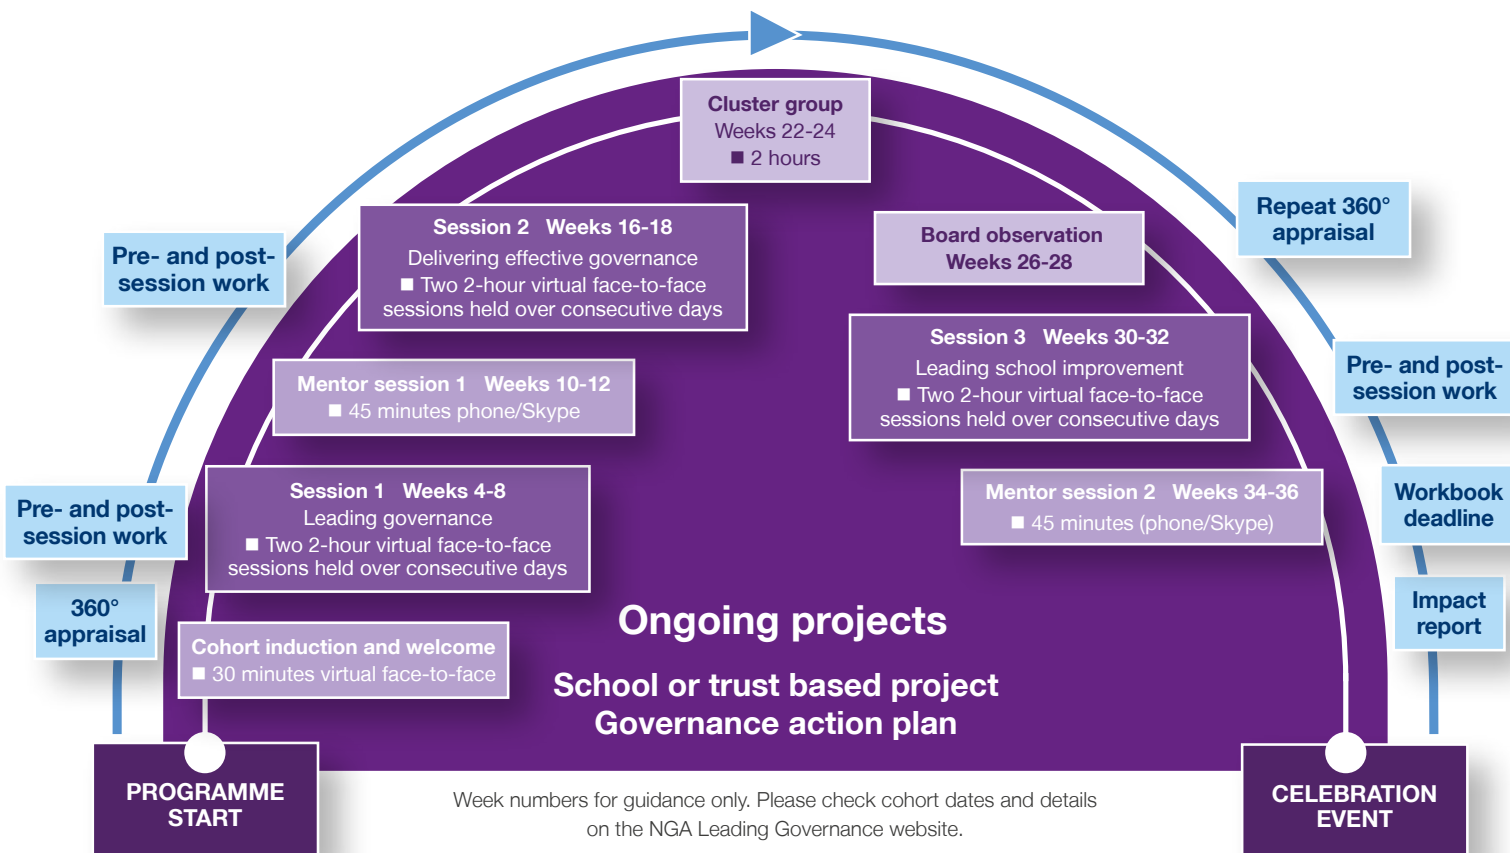 Cluster group
Weeks 22-24
■ 2 hours
Session 2 Weeks 16-18
Delivering effective governance
■ Two 2-hour virtual face-to-face
sessions held over consecutive days
Board observation
Weeks 26-28
Repeat 360°
appraisal
Pre- and post-
session work
Session 3 Weeks 30-32
Leading school improvement
■ Two 2-hour virtual face-to-face
sessions held over consecutive days
Pre- and post-
session work
Mentor session 1 Weeks 10-12
■ 45 minutes phone/Skype
Session 1 Weeks 4-8
Leading governance
■ Two 2-hour virtual face-to-face
sessions held over consecutive days
Mentor session 2 Weeks 34-36
■ 45 minutes (phone/Skype)
Workbook
deadline
Pre- and post-
session work
360°
appraisal
Cohort induction and welcome
■ 30 minutes virtual face-to-face
Ongoing projects
School or trust based project
Governance action plan
Impact
report
PROGRAMME
START
Week numbers for guidance only. Please check cohort dates and details
on the NGA Leading Governance website.
CELEBRATION
EVENT